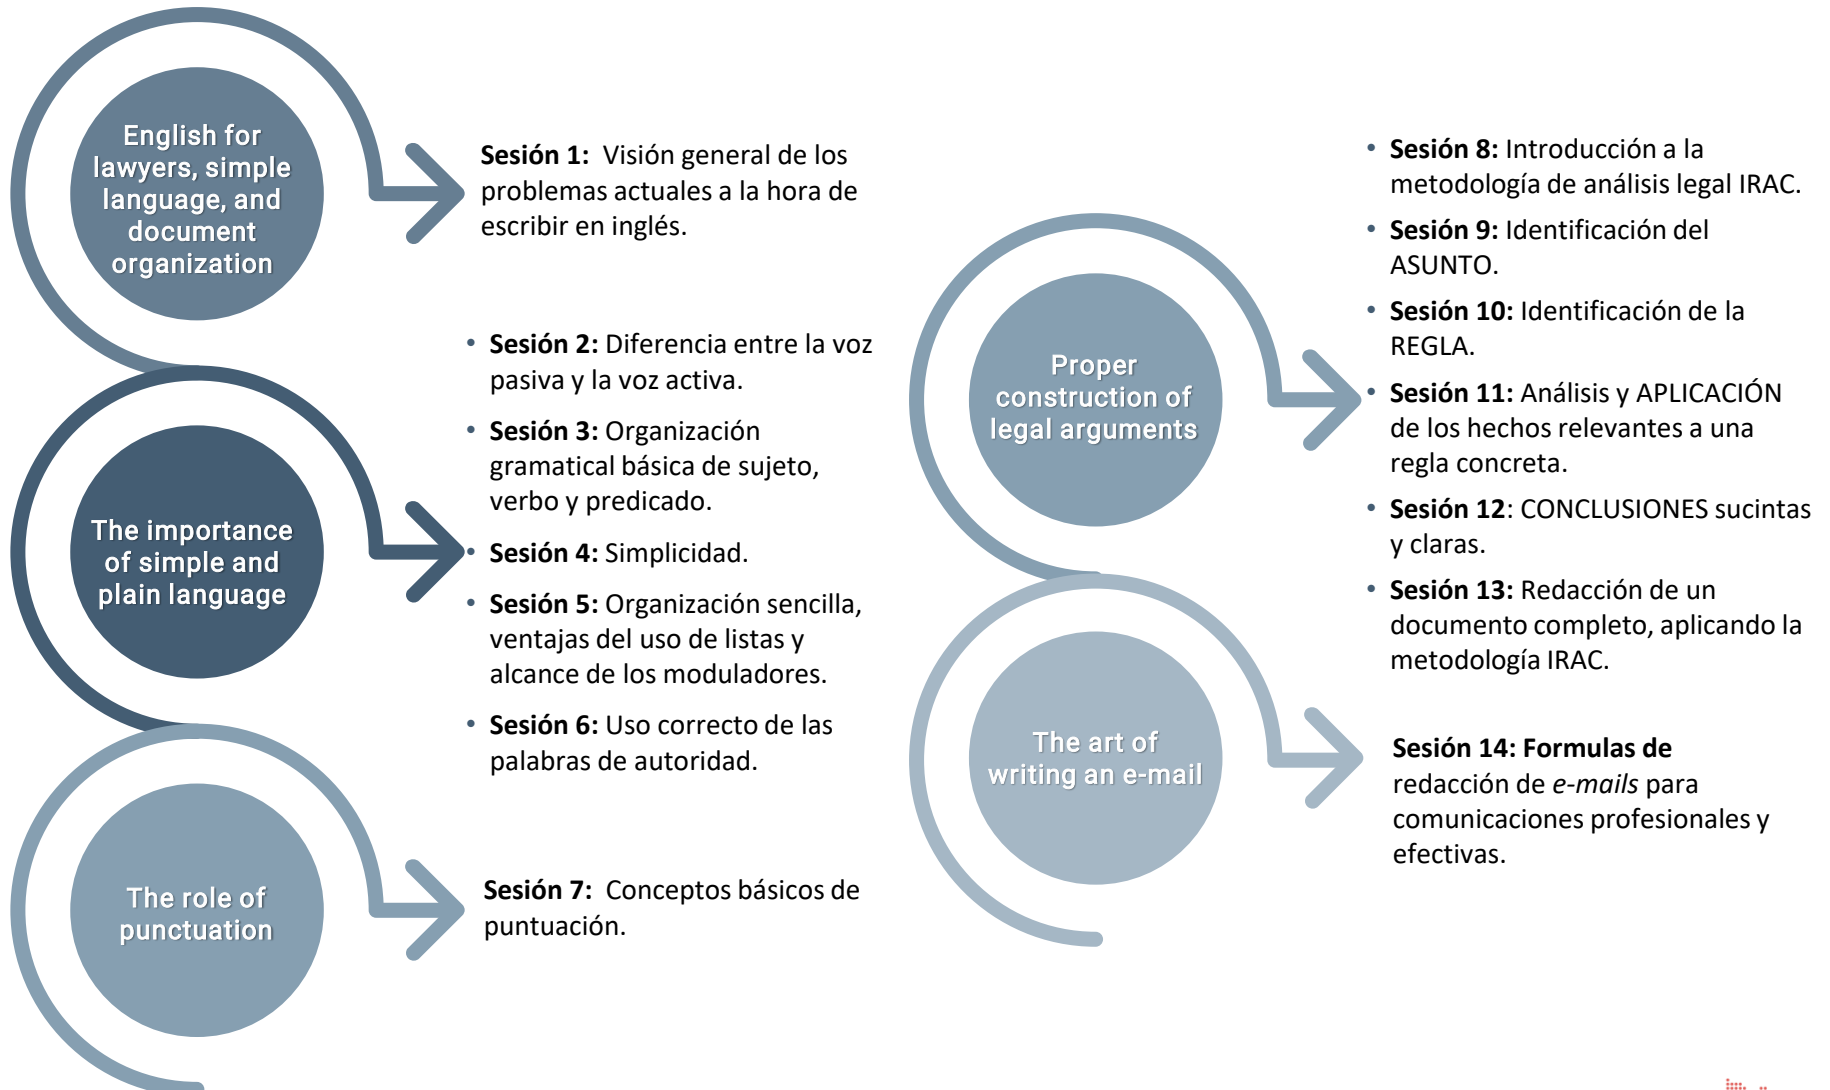 English for
lawyers, simple
language, and
document
organization
Sesión 1: Visión general de los
problemas actuales a la hora de
escribir en inglés.
The importance
of simple and
plain language
• Sesión 2: Diferencia entre la voz
pasiva y la voz activa.
• Sesión 3: Organización
gramatical básica de sujeto,
verbo y predicado.
• Sesión 4: Simplicidad.
• Sesión 5: Organización sencilla,
ventajas del uso de listas y
alcance de los moduladores.
• Sesión 6: Uso correcto de las
palabras de autoridad.
The role of
punctuation
Sesión 7: Conceptos básicos de
puntuación.
Proper
construction of
legal arguments
• Sesión 8: Introducción a la
metodología de análisis legal IRAC.
• Sesión 9: Identificación del
ASUNTO.
• Sesión 10: Identificación de la
REGLA.
• Sesión 11: Análisis y APLICACIÓN
de los hechos relevantes a una
regla concreta.
• Sesión 12: CONCLUSIONES sucintas
y claras.
• Sesión 13: Redacción de un
documento completo, aplicando la
metodología IRAC.
The art of
writing an e-mail
Sesión 14: Formulas de
redacción de e-mails para
comunicaciones profesionales y
efectivas.